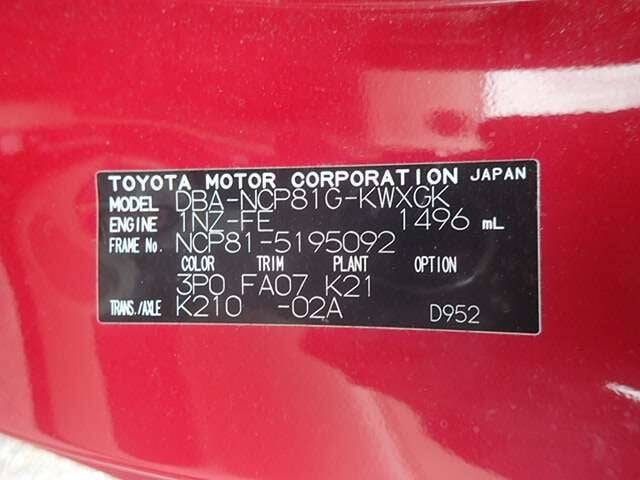 TOYOTA MOTOR CORPORATION JAPAN
MODEL DBA-NCP81G-KWXGK
ENGINE 1NZ-FE 1496 mL
FRAME No. NCP81-5195092
COLOR TRIM PLANT OPTION
3P0 FA07 K21
TRANS./AXLE K210 -02A D952